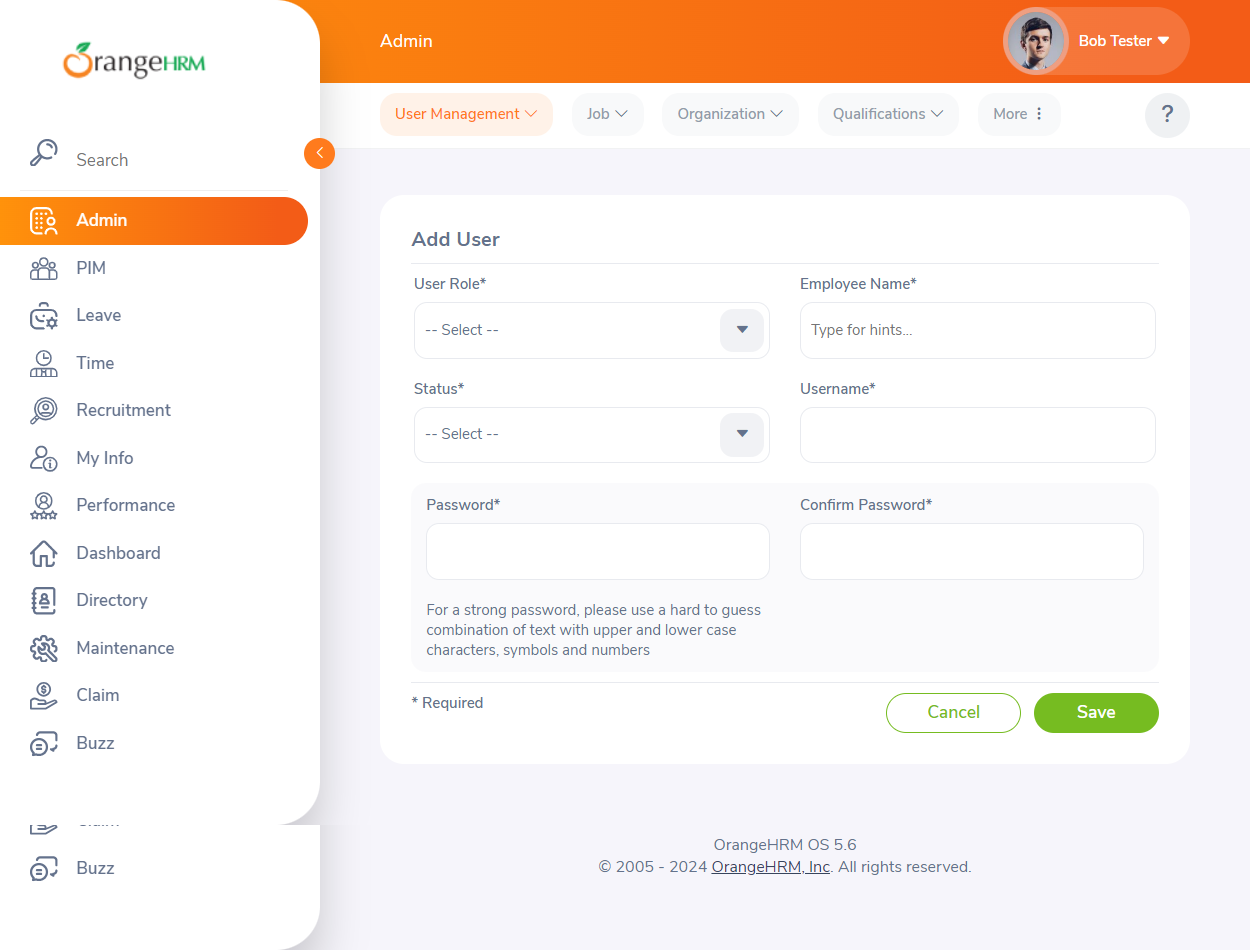 OrangeHRM
Search
Admin
PIM
Leave
Time
Recruitment
My Info
Performance
Dashboard
Directory
Maintenance
Claim
Buzz
Buzz
Admin
Bob Tester
User Management
Job
Organization
Qualifications
More
?
Add User
User Role*
Employee Name*
-- Select --
Type for hints...
Status*
Username*
-- Select --
Password*
Confirm Password*
For a strong password, please use a hard to guess
combination of text with upper and lower case
characters, symbols and numbers
* Required
Cancel
Save
OrangeHRM OS 5.6
© 2005 - 2024 OrangeHRM, Inc. All rights reserved.